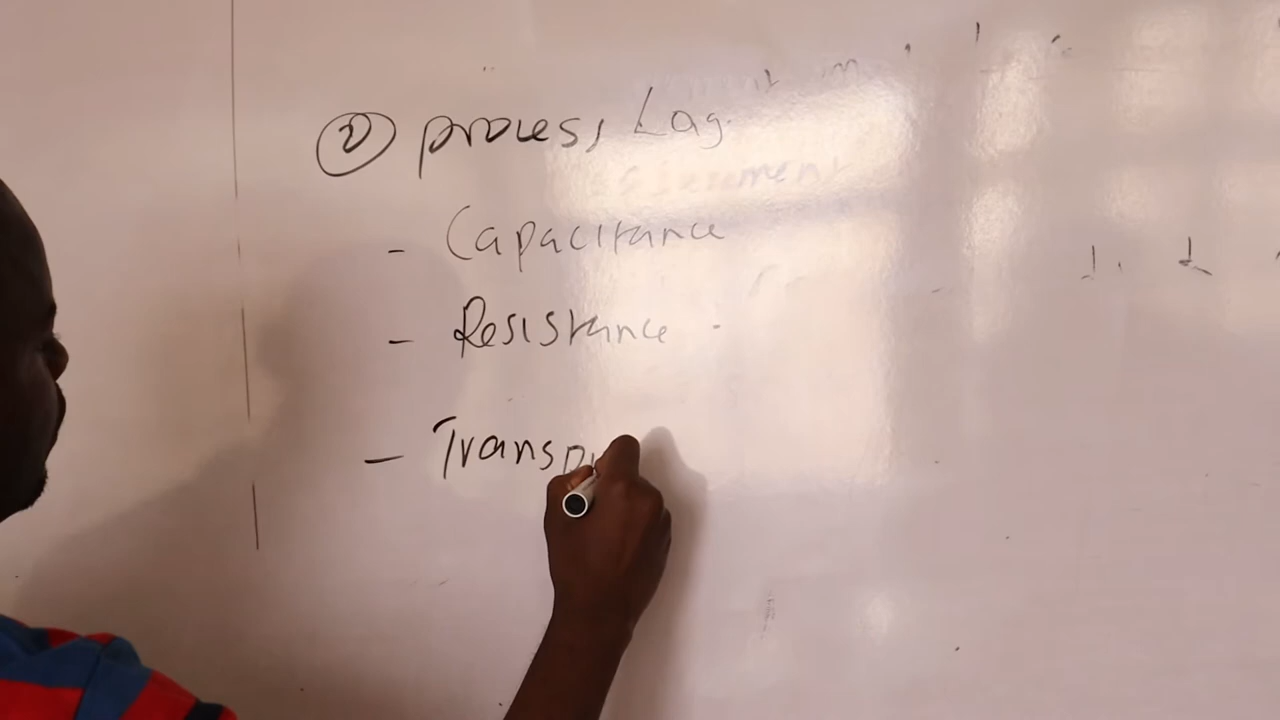 ② process Lag.
- Capacitance
- Resistance
- Transp